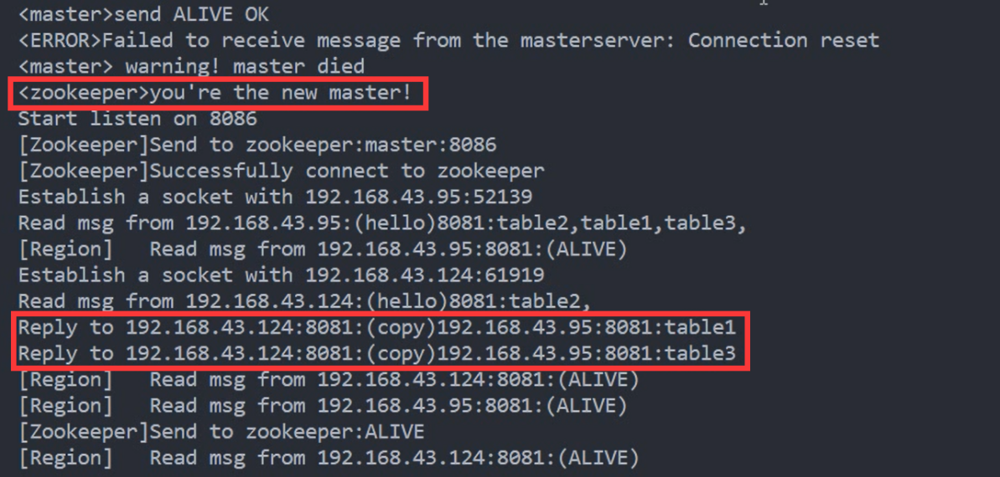 <master>send ALIVE OK
<ERROR>Failed to receive message from the masterserver: Connection reset
<master> warning! master died
<zookeeper>you're the new master!
Start listen on 8086
[Zookeeper]Send to zookeeper:master:8086
[Zookeeper]Successfully connect to zookeeper
Establish a socket with 192.168.43.95:52139
Read msg from 192.168.43.95:(hello)8081:table2,table1,table3,
[Region]   Read msg from 192.168.43.95:8081:(ALIVE)
Establish a socket with 192.168.43.124:61919
Read msg from 192.168.43.124:(hello)8081:table2,
Reply to 192.168.43.124:8081:(copy)192.168.43.95:8081:table1
Reply to 192.168.43.124:8081:(copy)192.168.43.95:8081:table3
[Region]   Read msg from 192.168.43.124:8081:(ALIVE)
[Region]   Read msg from 192.168.43.95:8081:(ALIVE)
[Zookeeper]Send to zookeeper:ALIVE
[Region]   Read msg from 192.168.43.124:8081:(ALIVE)